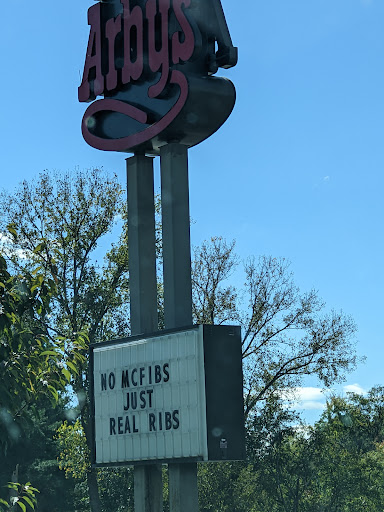 Arby's
NO MCFIBS
JUST
REAL RIBS